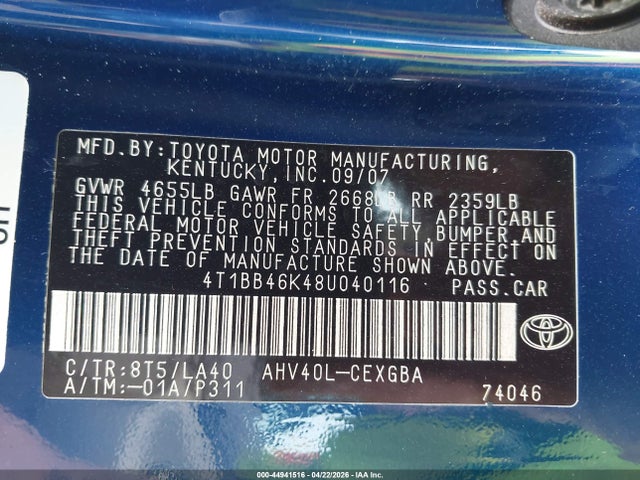 MFD.BY:TOYOTA MOTOR MANUFACTURING,
KENTUCKY,INC.09/07
GVWR 4655LB GAWR FR 2668LB RR 2359LB
THIS VEHICLE CONFORMS TO ALL APPLICABLE
FEDERAL MOTOR VEHICLE SAFETY,BUMPER AND
THEFT PREVENTION STANDARDS IN EFFECT ON
THE DATE OF MANUFACTURE SHOWN ABOVE.
4T1BB46K48U040116 PASS.CAR
C/TR:8T5/LA40 AHV40L-CEXGBA
A/TM:-01A/P311 74046
000-44941516 - 04/22/2026 - IAA Inc.